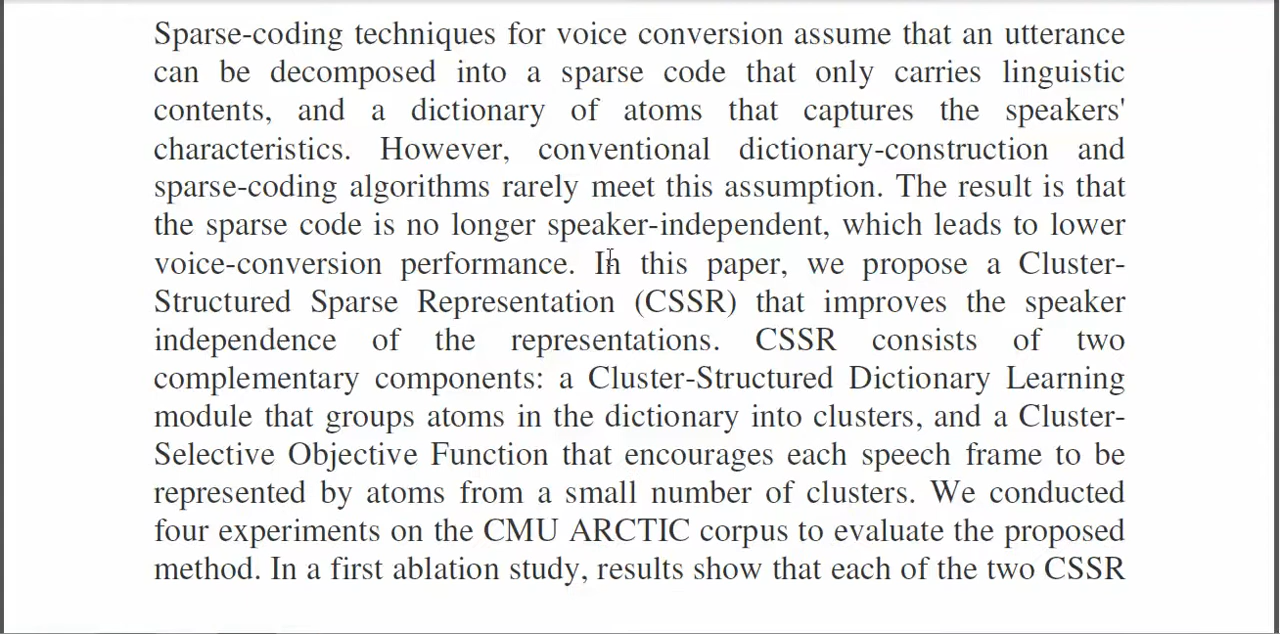 Sparse-coding techniques for voice conversion assume that an utterance
can be decomposed into a sparse code that only carries linguistic
contents, and a dictionary of atoms that captures the speakers'
characteristics. However, conventional dictionary-construction and
sparse-coding algorithms rarely meet this assumption. The result is that
the sparse code is no longer speaker-independent, which leads to lower
voice-conversion performance. In this paper, we propose a Cluster-
Structured Sparse Representation (CSSR) that improves the speaker
independence of the representations. CSSR consists of two
complementary components: a Cluster-Structured Dictionary Learning
module that groups atoms in the dictionary into clusters, and a Cluster-
Selective Objective Function that encourages each speech frame to be
represented by atoms from a small number of clusters. We conducted
four experiments on the CMU ARCTIC corpus to evaluate the proposed
method. In a first ablation study, results show that each of the two CSSR